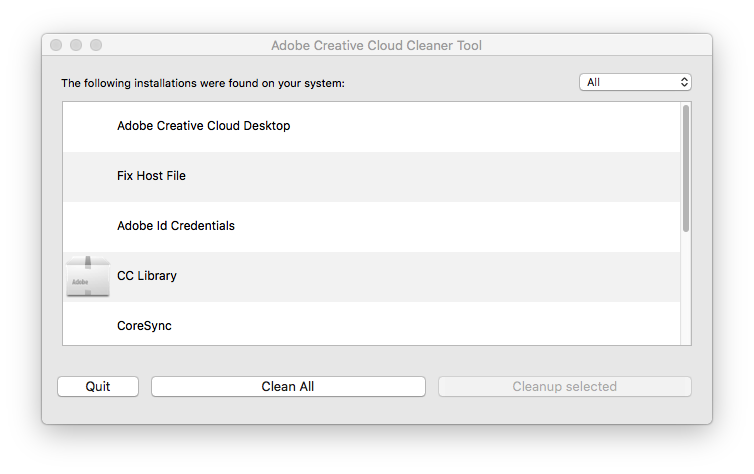 Adobe Creative Cloud Cleaner Tool
The following installations were found on your system:
All
Adobe Creative Cloud Desktop
Fix Host File
Adobe Id Credentials
Adobe
CC Library
CoreSync
Quit
Clean All
Cleanup selected